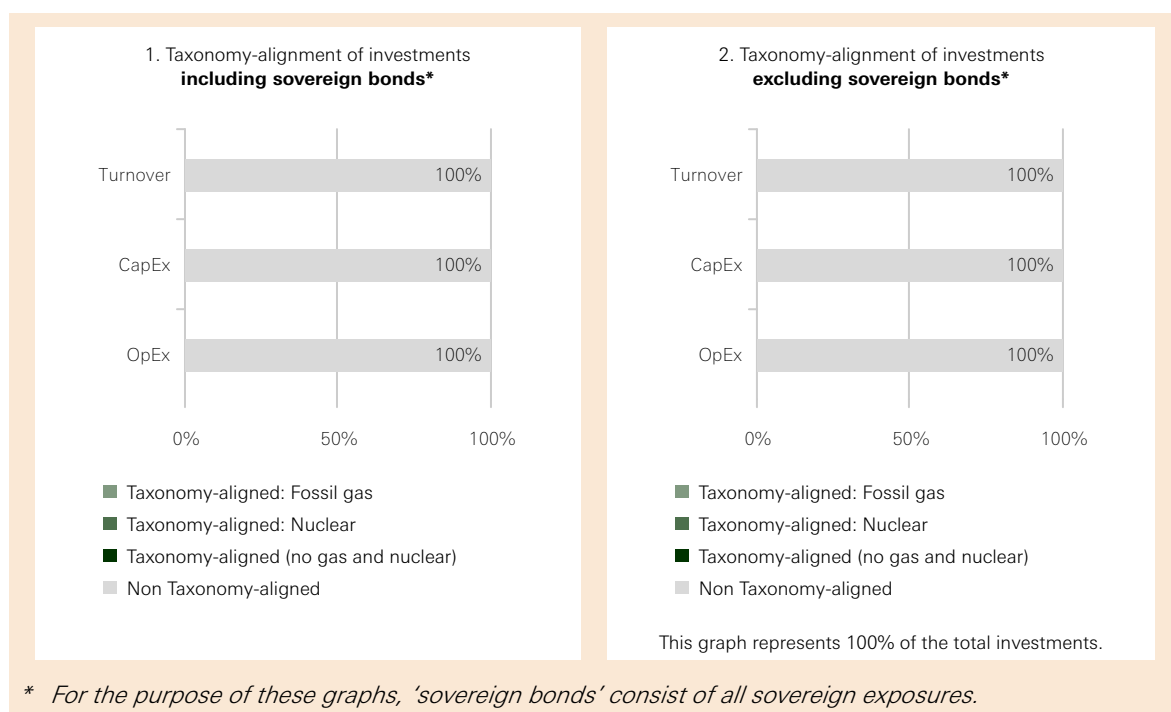 1. Taxonomy-alignment of investments
including sovereign bonds*
Turnover
100%
CapEx
100%
OpEx
100%
0%
50%
100%
Taxonomy-aligned: Fossil gas
Taxonomy-aligned: Nuclear
Taxonomy-aligned (no gas and nuclear)
Non Taxonomy-aligned
2. Taxonomy-alignment of investments
excluding sovereign bonds*
Turnover
100%
CapEx
100%
OpEx
100%
0%
50%
100%
Taxonomy-aligned: Fossil gas
Taxonomy-aligned: Nuclear
Taxonomy-aligned (no gas and nuclear)
Non Taxonomy-aligned
This graph represents 100% of the total investments.
* For the purpose of these graphs, ‘sovereign bonds’ consist of all sovereign exposures.